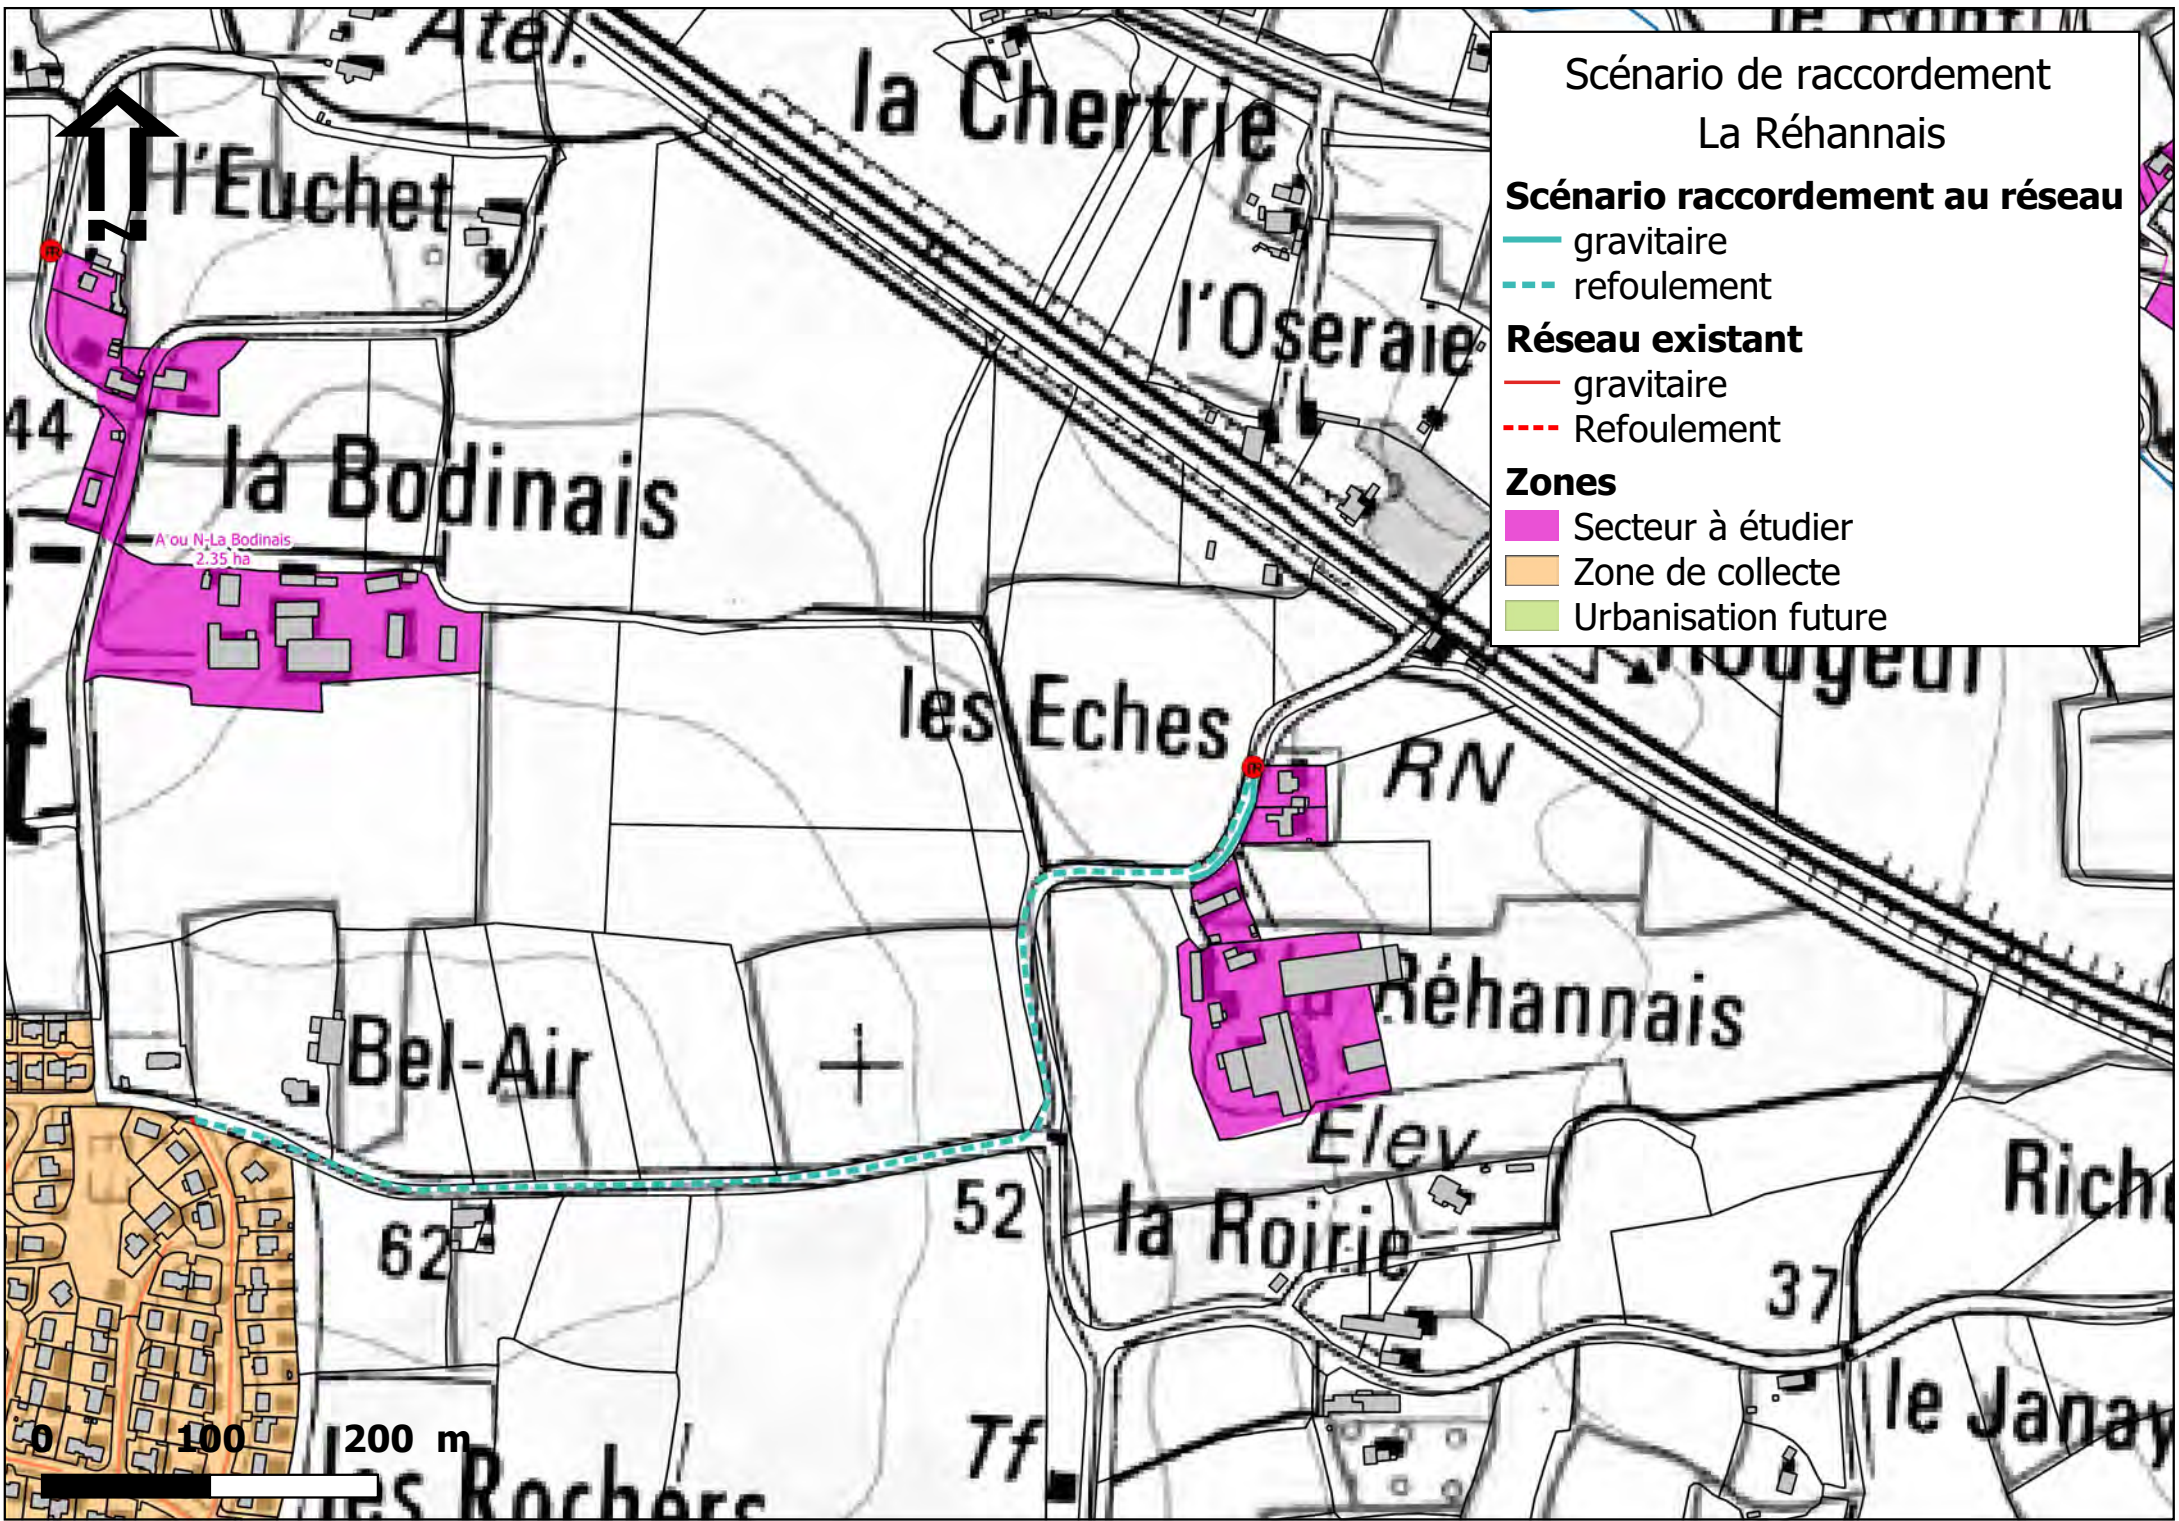 Atel.
la Chertrie
Scénario de raccordement
La Réhannais
Scénario raccordement au réseau
gravitaire
refoulement
Réseau existant
gravitaire
Refoulement
Zones
Secteur à étudier
Zone de collecte
Urbanisation future
l'Euchet
N
l'Oseraie
44
la Bodinais
A ou N-La Bodinais
2.35 ha
les Eches
RN
Réhannais
Bel-Air
Elev
52
62
la Roirie
37
le Janay
Tf
les Rochers
0 100 200 m